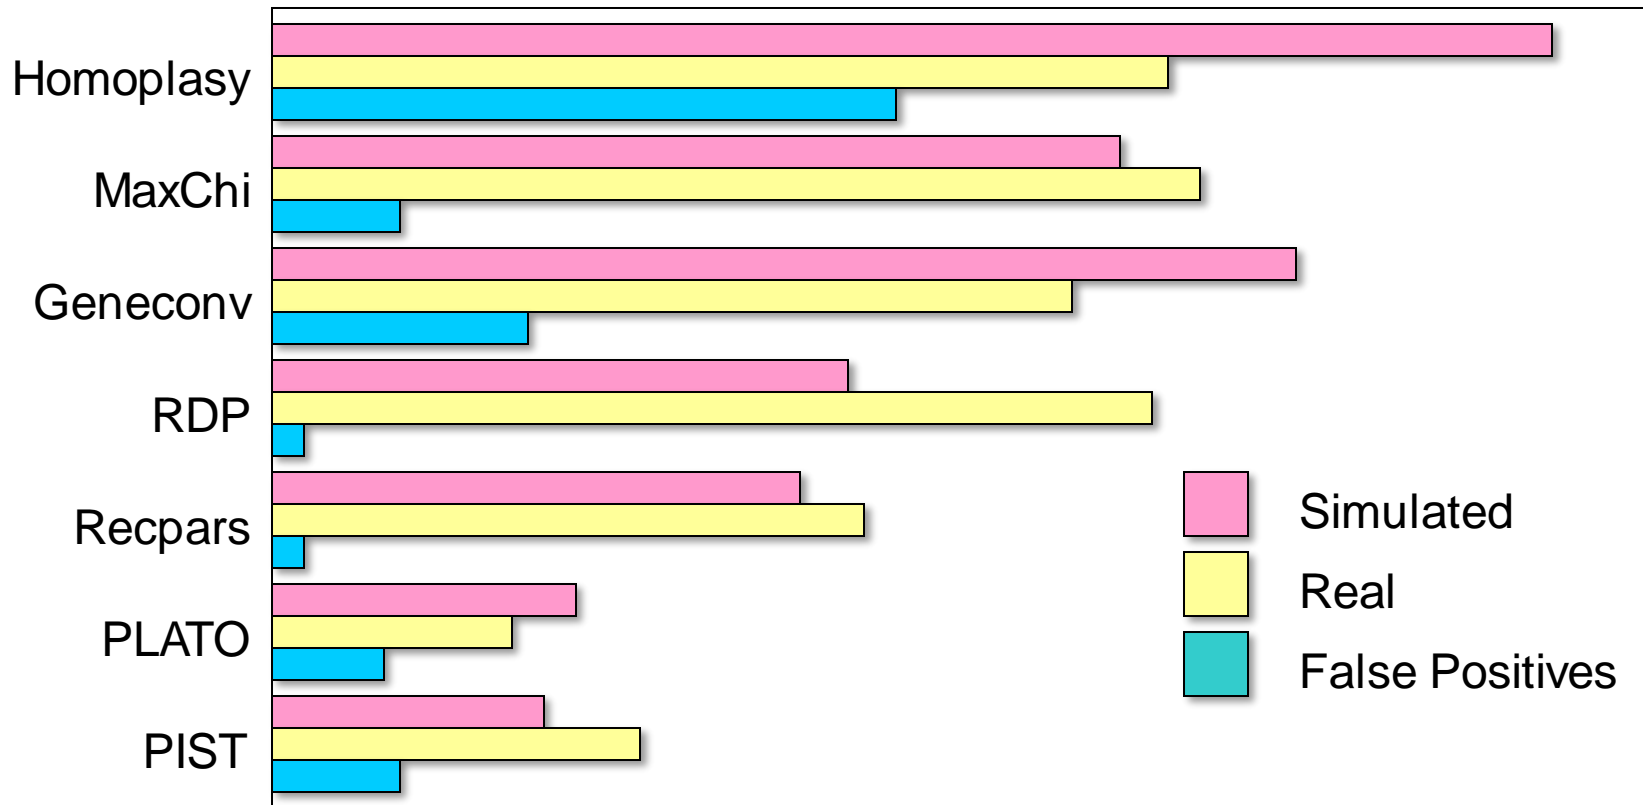 Homoplasy
MaxChi
Geneconv
RDP
Recpars
PLATO
PIST
Simulated
Real
False Positives